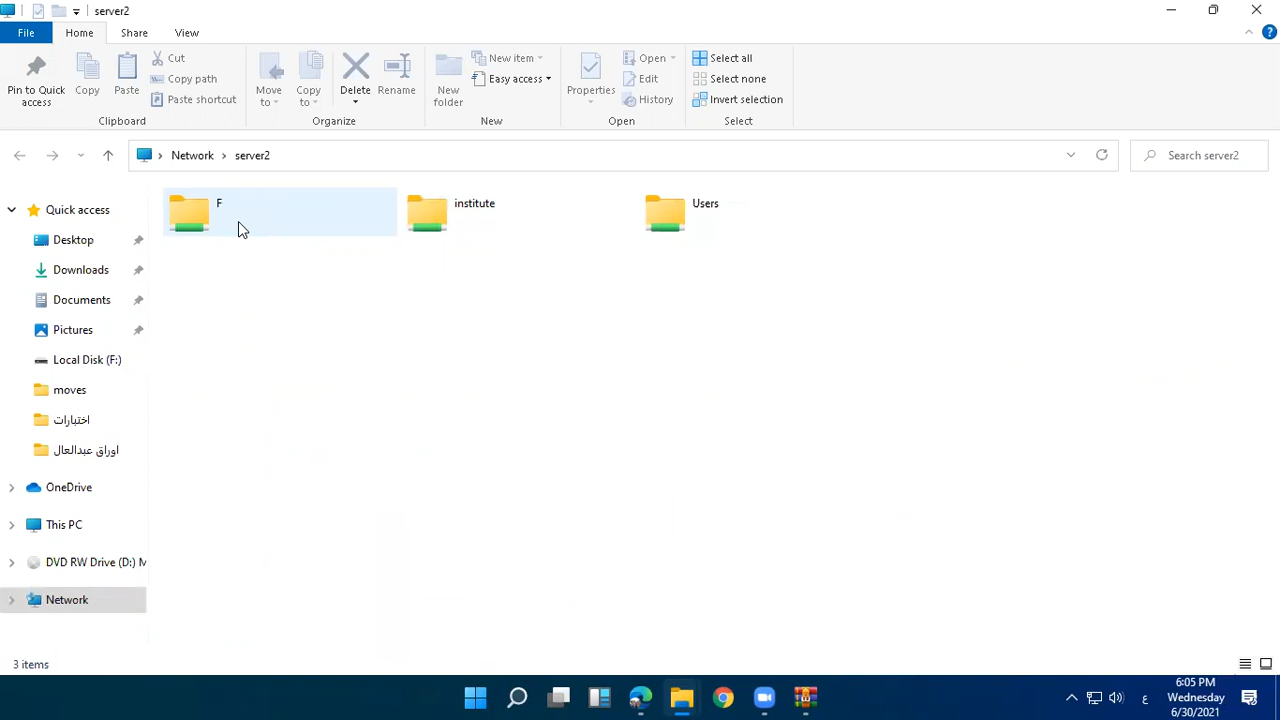 server2
File Home Share View
Pin to Quick access
Copy
Paste
Cut
Copy path
Paste shortcut
Clipboard
Move to
Copy to
Delete
Rename
Organize
New folder
New item
Easy access
New
Properties
Open
Edit
History
Open
Select all
Select none
Invert selection
Select
Network server2
Search server2
Quick access
Desktop
Downloads
Documents
Pictures
Local Disk (F:)
moves
اختبارات
اوراق عبدالعال
OneDrive
This PC
DVD RW Drive (D:) M
Network
F
institute
Users
3 items
ع
6:05 PM
Wednesday
6/30/2021